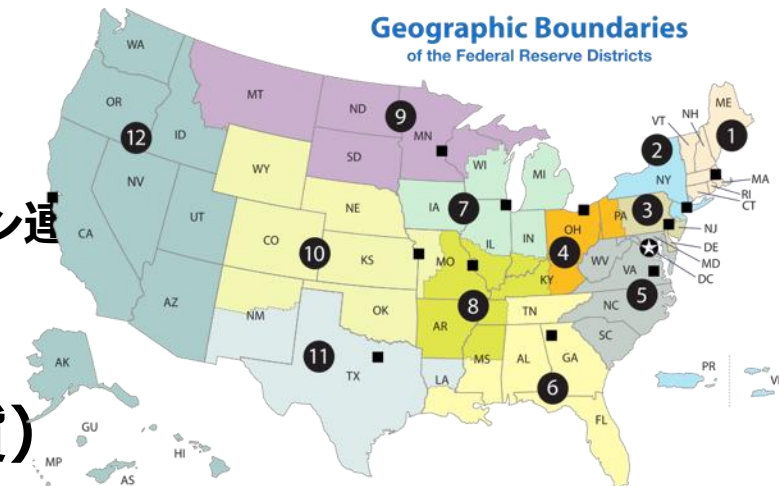 Geographic Boundaries
of the Federal Reserve Districts
WA
OR
12
ID
NV
CA
UT
AZ
MT
ND
9
MN
SD
WY
NE
CO
10
KS
NM
OK
11
TX
WI
MI
IA
7
IL
IN
MO
8
AR
KY
TN
MS
AL
GA
LA
6
FL
OH
4
PA
3
WV
VA
5
NC
SC
2
NY
VT
NH
ME
1
MA
RI
CT
NJ
DE
MD
DC
AK
GU
MP
AS
HI
PR
ン連